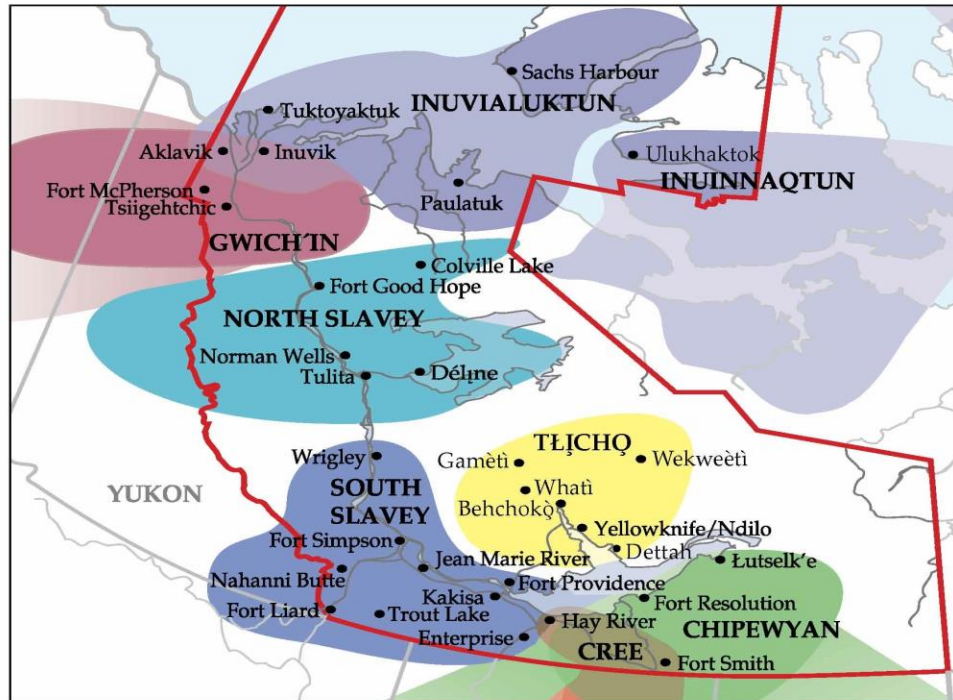 Sachs Harbour
Tuktoyaktuk
INUVIALUKTUN
Aklavik
Inuvik
Ulukhaktok
INUINNAQTUN
Fort McPherson
Tsiigehtchic
Paulatuk
GWICH'IN
Colville Lake
Fort Good Hope
NORTH SLAVEY
Norman Wells
Tulita
Délįne
TŁĮCHǪ
Wrigley
Gamètì
Wekweètì
YUKON
SOUTH
SLAVEY
Whatì
Behchokǫ̀
Yellowknife/Ndilo
Fort Simpson
Dettah
Jean Marie River
Łutselk'e
Nahanni Butte
Fort Providence
Kakisa
Fort Resolution
Fort Liard
Trout Lake
Hay River
CHIPEWYAN
Enterprise
CREE
Fort Smith